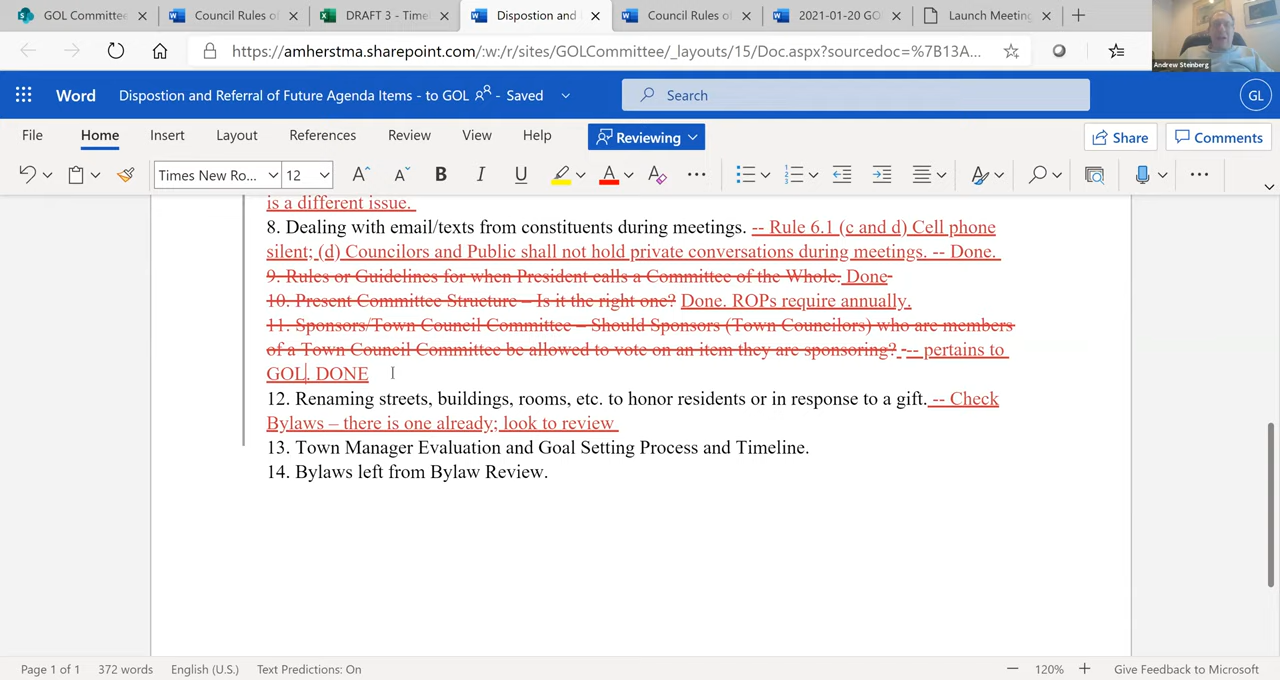 GOL Committee
Council Rules of
DRAFT 3 - Timel
Dispostion and
Council Rules of
2021-01-20 GO
Launch Meeting
https://amherstma.sharepoint.com/:w:/r/sites/GOLCommittee/_layouts/15/Doc.aspx?sourcedoc=%7B13A...
Andrew Steinberg
Word
Dispostion and Referral of Future Agenda Items - to GOL - Saved
Search
GL
File
Home
Insert
Layout
References
Review
View
Help
Reviewing
Share
Comments
Times New Ro...
12
is a different issue.
8. Dealing with email/texts from constituents during meetings. -- Rule 6.1 (c and d) Cell phone
silent; (d) Councilors and Public shall not hold private conversations during meetings. -- Done.
9. Rules or Guidelines for when President calls a Committee of the Whole. Done
10. Present Committee Structure – Is it the right one? Done. ROPs require annually.
11. Sponsors/Town Council Committee – Should Sponsors (Town Councilors) who are members
of a Town Council Committee be allowed to vote on an item they are sponsoring? -- pertains to
GOL. DONE
12. Renaming streets, buildings, rooms, etc. to honor residents or in response to a gift. -- Check
Bylaws – there is one already; look to review
13. Town Manager Evaluation and Goal Setting Process and Timeline.
14. Bylaws left from Bylaw Review.
Page 1 of 1
372 words
English (U.S.)
Text Predictions: On
120%
Give Feedback to Microsoft